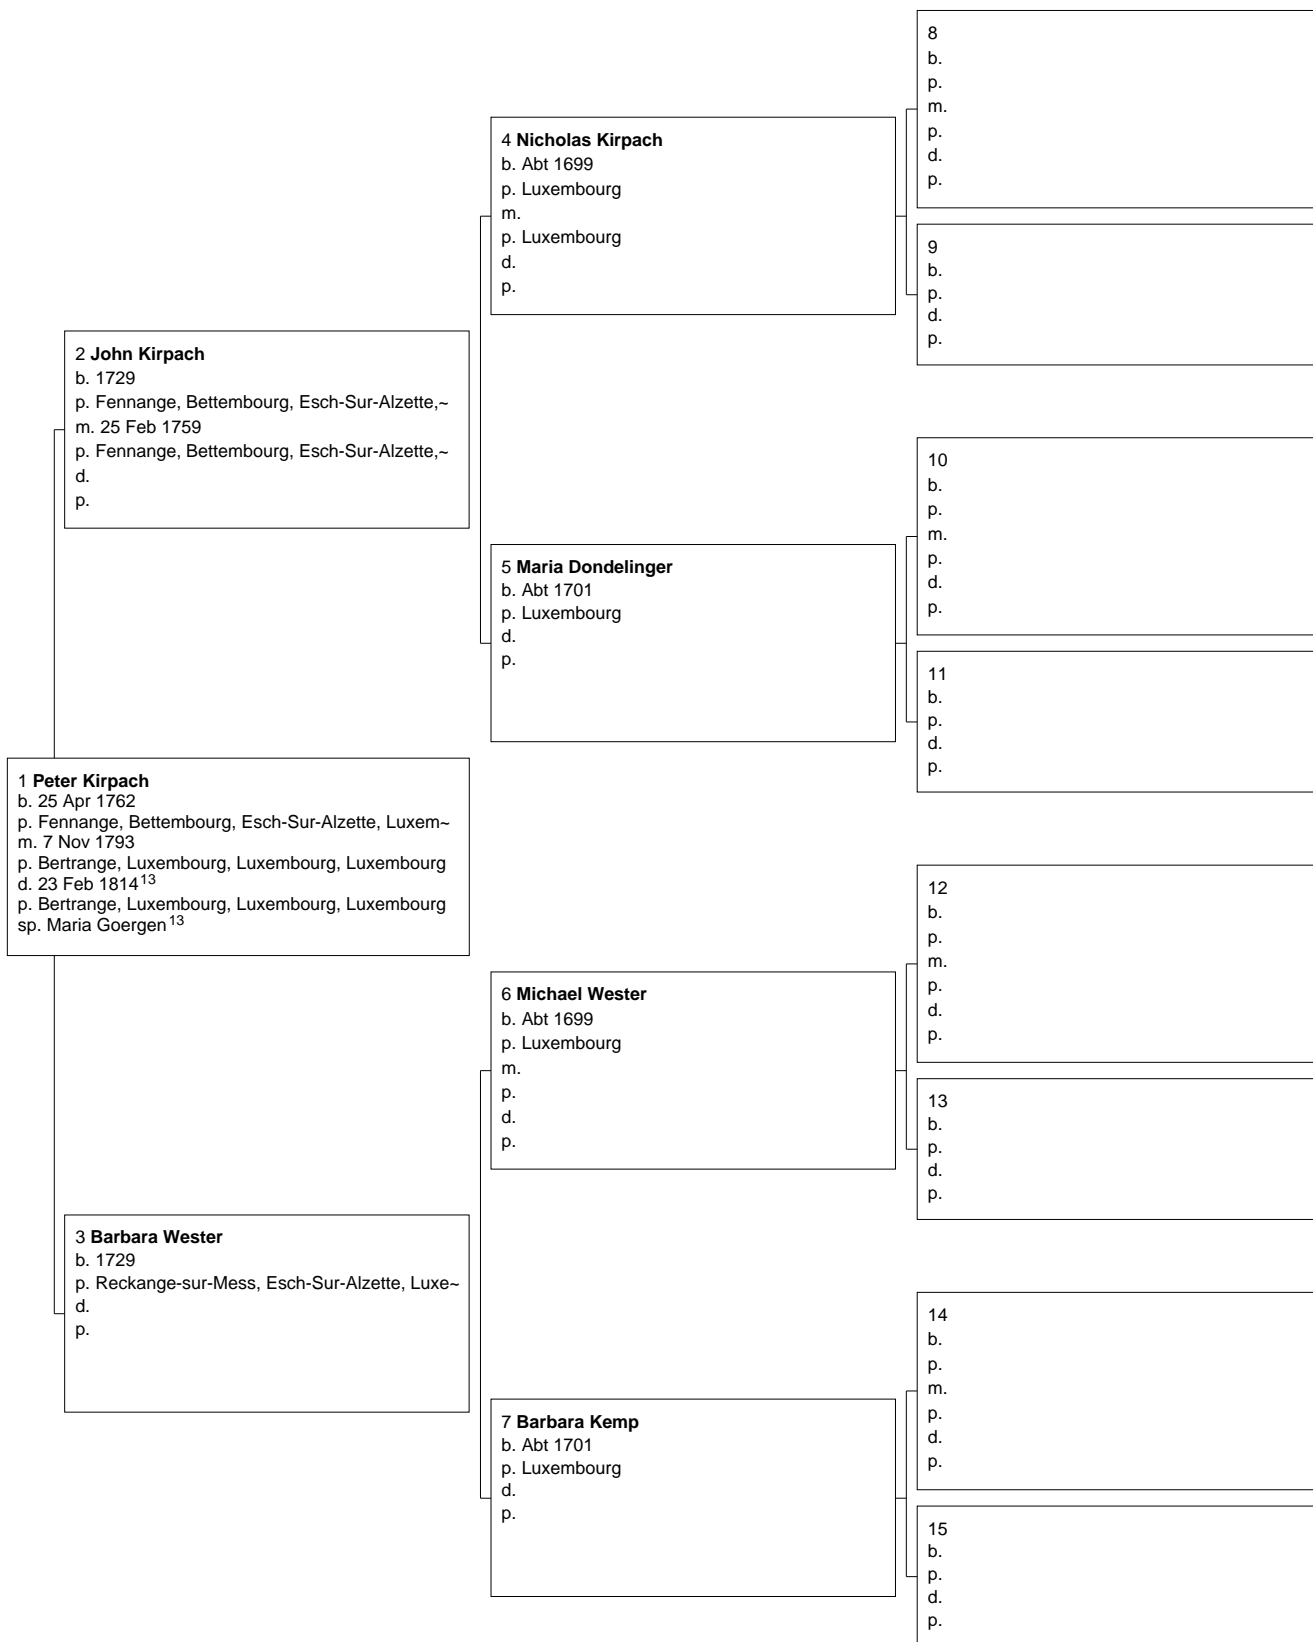 8
b.
p.
m.
p.
d.
p.
4 Nicholas Kirpach
b. Abt 1699
p. Luxembourg
m.
p. Luxembourg
d.
p.
9
b.
p.
d.
p.
2 John Kirpach
b. 1729
p. Fennange, Bettembourg, Esch-Sur-Alzette,~
m. 25 Feb 1759
p. Fennange, Bettembourg, Esch-Sur-Alzette,~
d.
p.
10
b.
p.
m.
p.
d.
p.
5 Maria Dondelinger
b. Abt 1701
p. Luxembourg
d.
p.
11
b.
p.
d.
p.
1 Peter Kirpach
b. 25 Apr 1762
p. Fennange, Bettembourg, Esch-Sur-Alzette, Luxem~
m. 7 Nov 1793
p. Bertrange, Luxembourg, Luxembourg, Luxembourg
d. 23 Feb 1814 13
p. Bertrange, Luxembourg, Luxembourg, Luxembourg
sp. Maria Goergen 13
12
b.
p.
m.
p.
d.
p.
6 Michael Wester
b. Abt 1699
p. Luxembourg
m.
p.
d.
p.
13
b.
p.
d.
p.
3 Barbara Wester
b. 1729
p. Reckange-sur-Mess, Esch-Sur-Alzette, Luxe~
d.
p.
14
b.
p.
m.
p.
d.
p.
7 Barbara Kemp
b. Abt 1701
p. Luxembourg
d.
p.
15
b.
p.
d.
p.